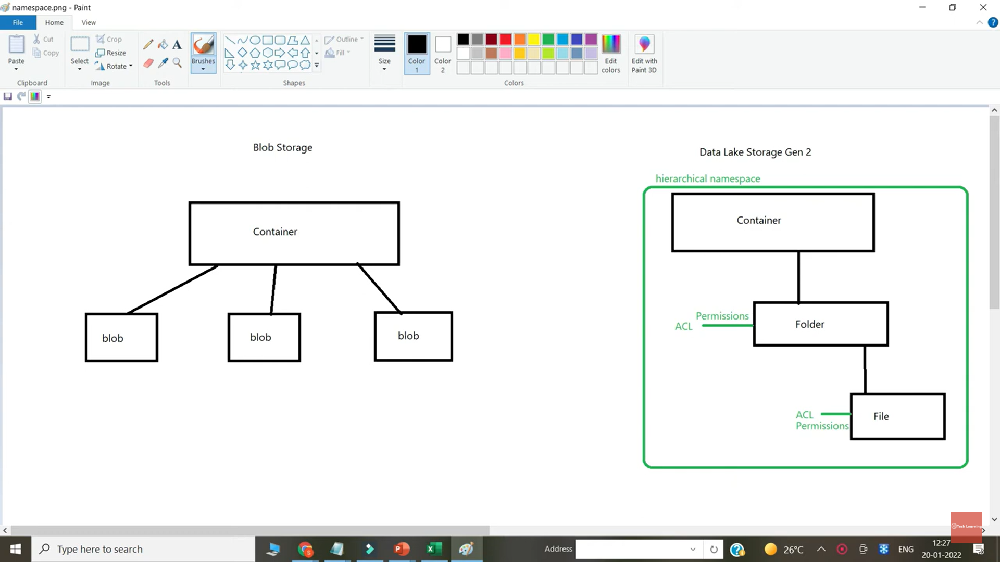 namespace.png - Paint
File
Home
View
Paste
Cut
Copy
Clipboard
Select
Crop
Resize
Rotate
Image
Tools
Brushes
Outline
Fill
Shapes
Size
Color 1
Color 2
Edit colors
Colors
Edit with Paint 3D
Blob Storage
Container
blob
blob
blob
Data Lake Storage Gen 2
hierarchical namespace
Container
Permissions
ACL
Folder
ACL
Permissions
File
Tech Learning
Type here to search
Address
26°C
ENG
12:27
20-01-2022